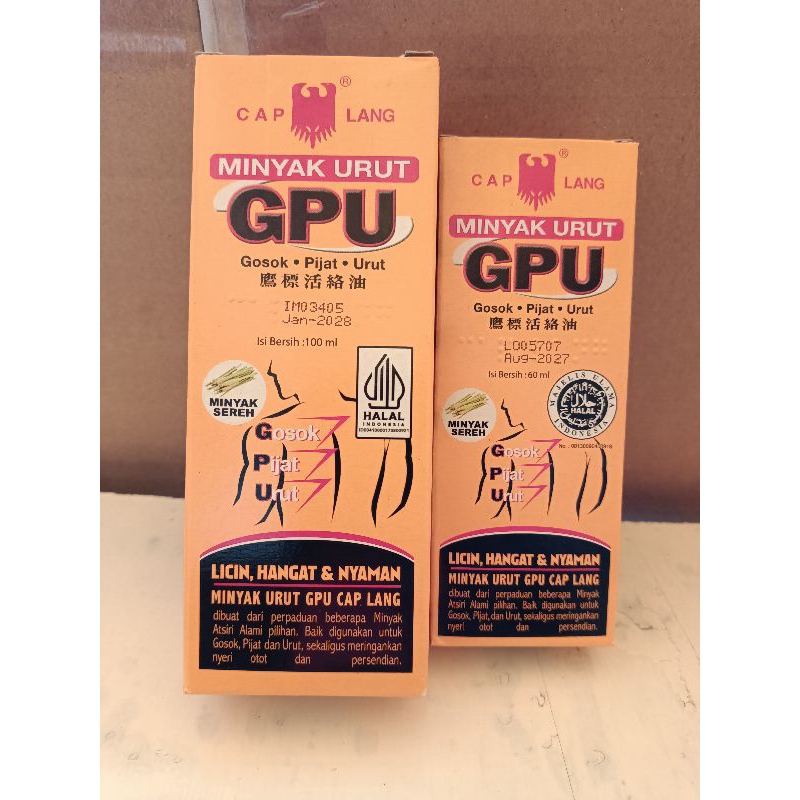 CAP LANG ®
MINYAK URUT
GPU
Gosok • Pijat • Urut
鷹標活絡油
IM03405
Jan-2028
Isi Bersih :100 ml
MINYAK
SEREH
HALAL
INDONESIA
Gosok
Pijat
Urut
LICIN, HANGAT & NYAMAN
MINYAK URUT GPU CAP LANG
dibuat dari perpaduan beberapa Minyak
Atsiri Alami pilihan. Baik digunakan untuk
Gosok, Pijat dan Urut, sekaligus meringankan
nyeri otot dan persendian.
CAP LANG ®
MINYAK URUT
GPU
Gosok • Pijat • Urut
鷹標活絡油
L005707
Aug-2027
Isi Bersih : 60 ml
MINYAK
SEREH
MAJELIS ULAMA
حلال
HALAL
INDONESIA
Gosok
Pijat
Urut
LICIN, HANGAT & NYAMAN
MINYAK URUT GPU CAP LANG
dibuat dari perpaduan beberapa Minyak
Atsiri Alami pilihan. Baik digunakan untuk
Gosok, Pijat dan Urut, sekaligus meringankan
nyeri otot dan persendian.